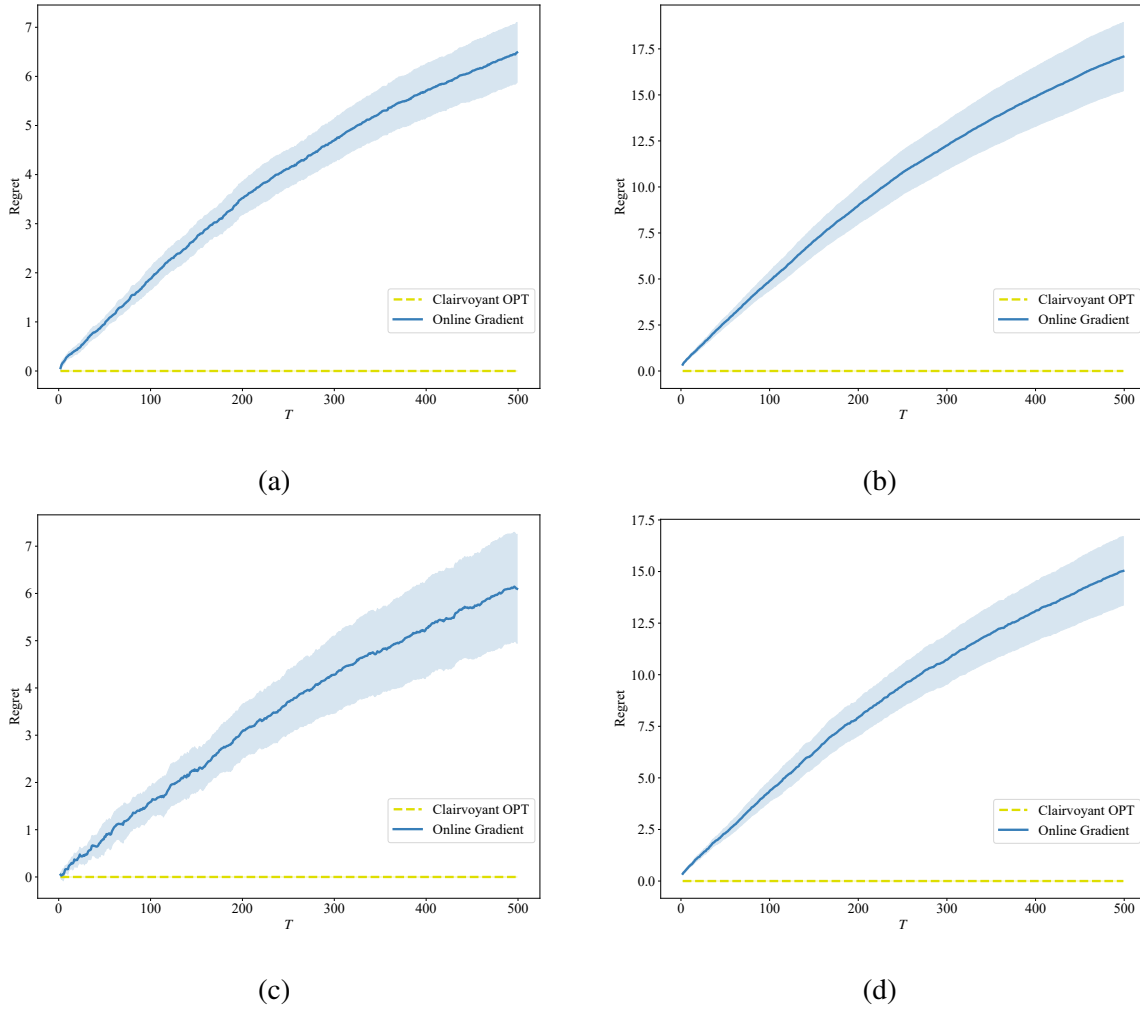 7
6
5
4
3
2
1
0
Regret
0 100 200 300 400 500
T
Clairvoyant OPT
Online Gradient
(a)
17.5
15.0
12.5
10.0
7.5
5.0
2.5
0.0
Regret
0 100 200 300 400 500
T
Clairvoyant OPT
Online Gradient
(b)
7
6
5
4
3
2
1
0
Regret
0 100 200 300 400 500
T
Clairvoyant OPT
Online Gradient
(c)
17.5
15.0
12.5
10.0
7.5
5.0
2.5
0.0
Regret
0 100 200 300 400 500
T
Clairvoyant OPT
Online Gradient
(d)